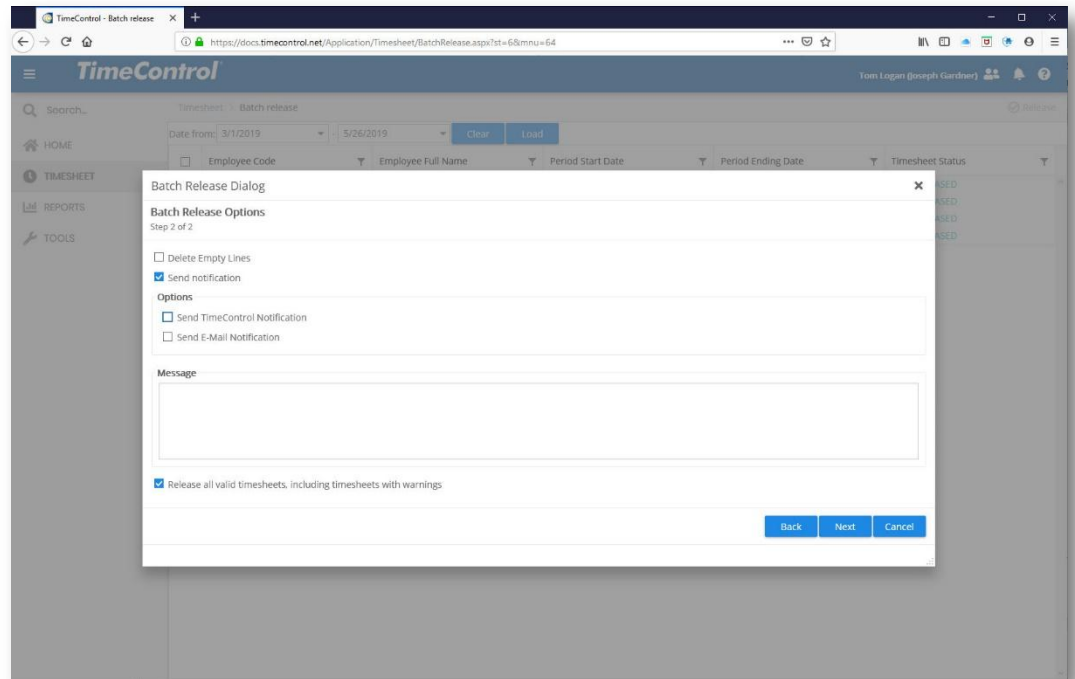 TimeControl - Batch release
https://docs.timecontrol.net/Application/Timesheet/BatchRelease.aspx?st=6&mnu=64
TimeControl
Tom Logan (Joseph Gardner)
Search...
Timesheet Batch release
Release
Date from: 3/1/2019 5/26/2019 Clear Load
HOME
Employee Code Employee Full Name Period Start Date Period Ending Date Timesheet Status
TIMESHEET
REPORTS
TOOLS
ASED
ASED
ASED
ASED
Batch Release Dialog
Batch Release Options
Step 2 of 2
Delete Empty Lines
Send notification
Options
Send TimeControl Notification
Send E-Mail Notification
Message
Release all valid timesheets, including timesheets with warnings
Back Next Cancel